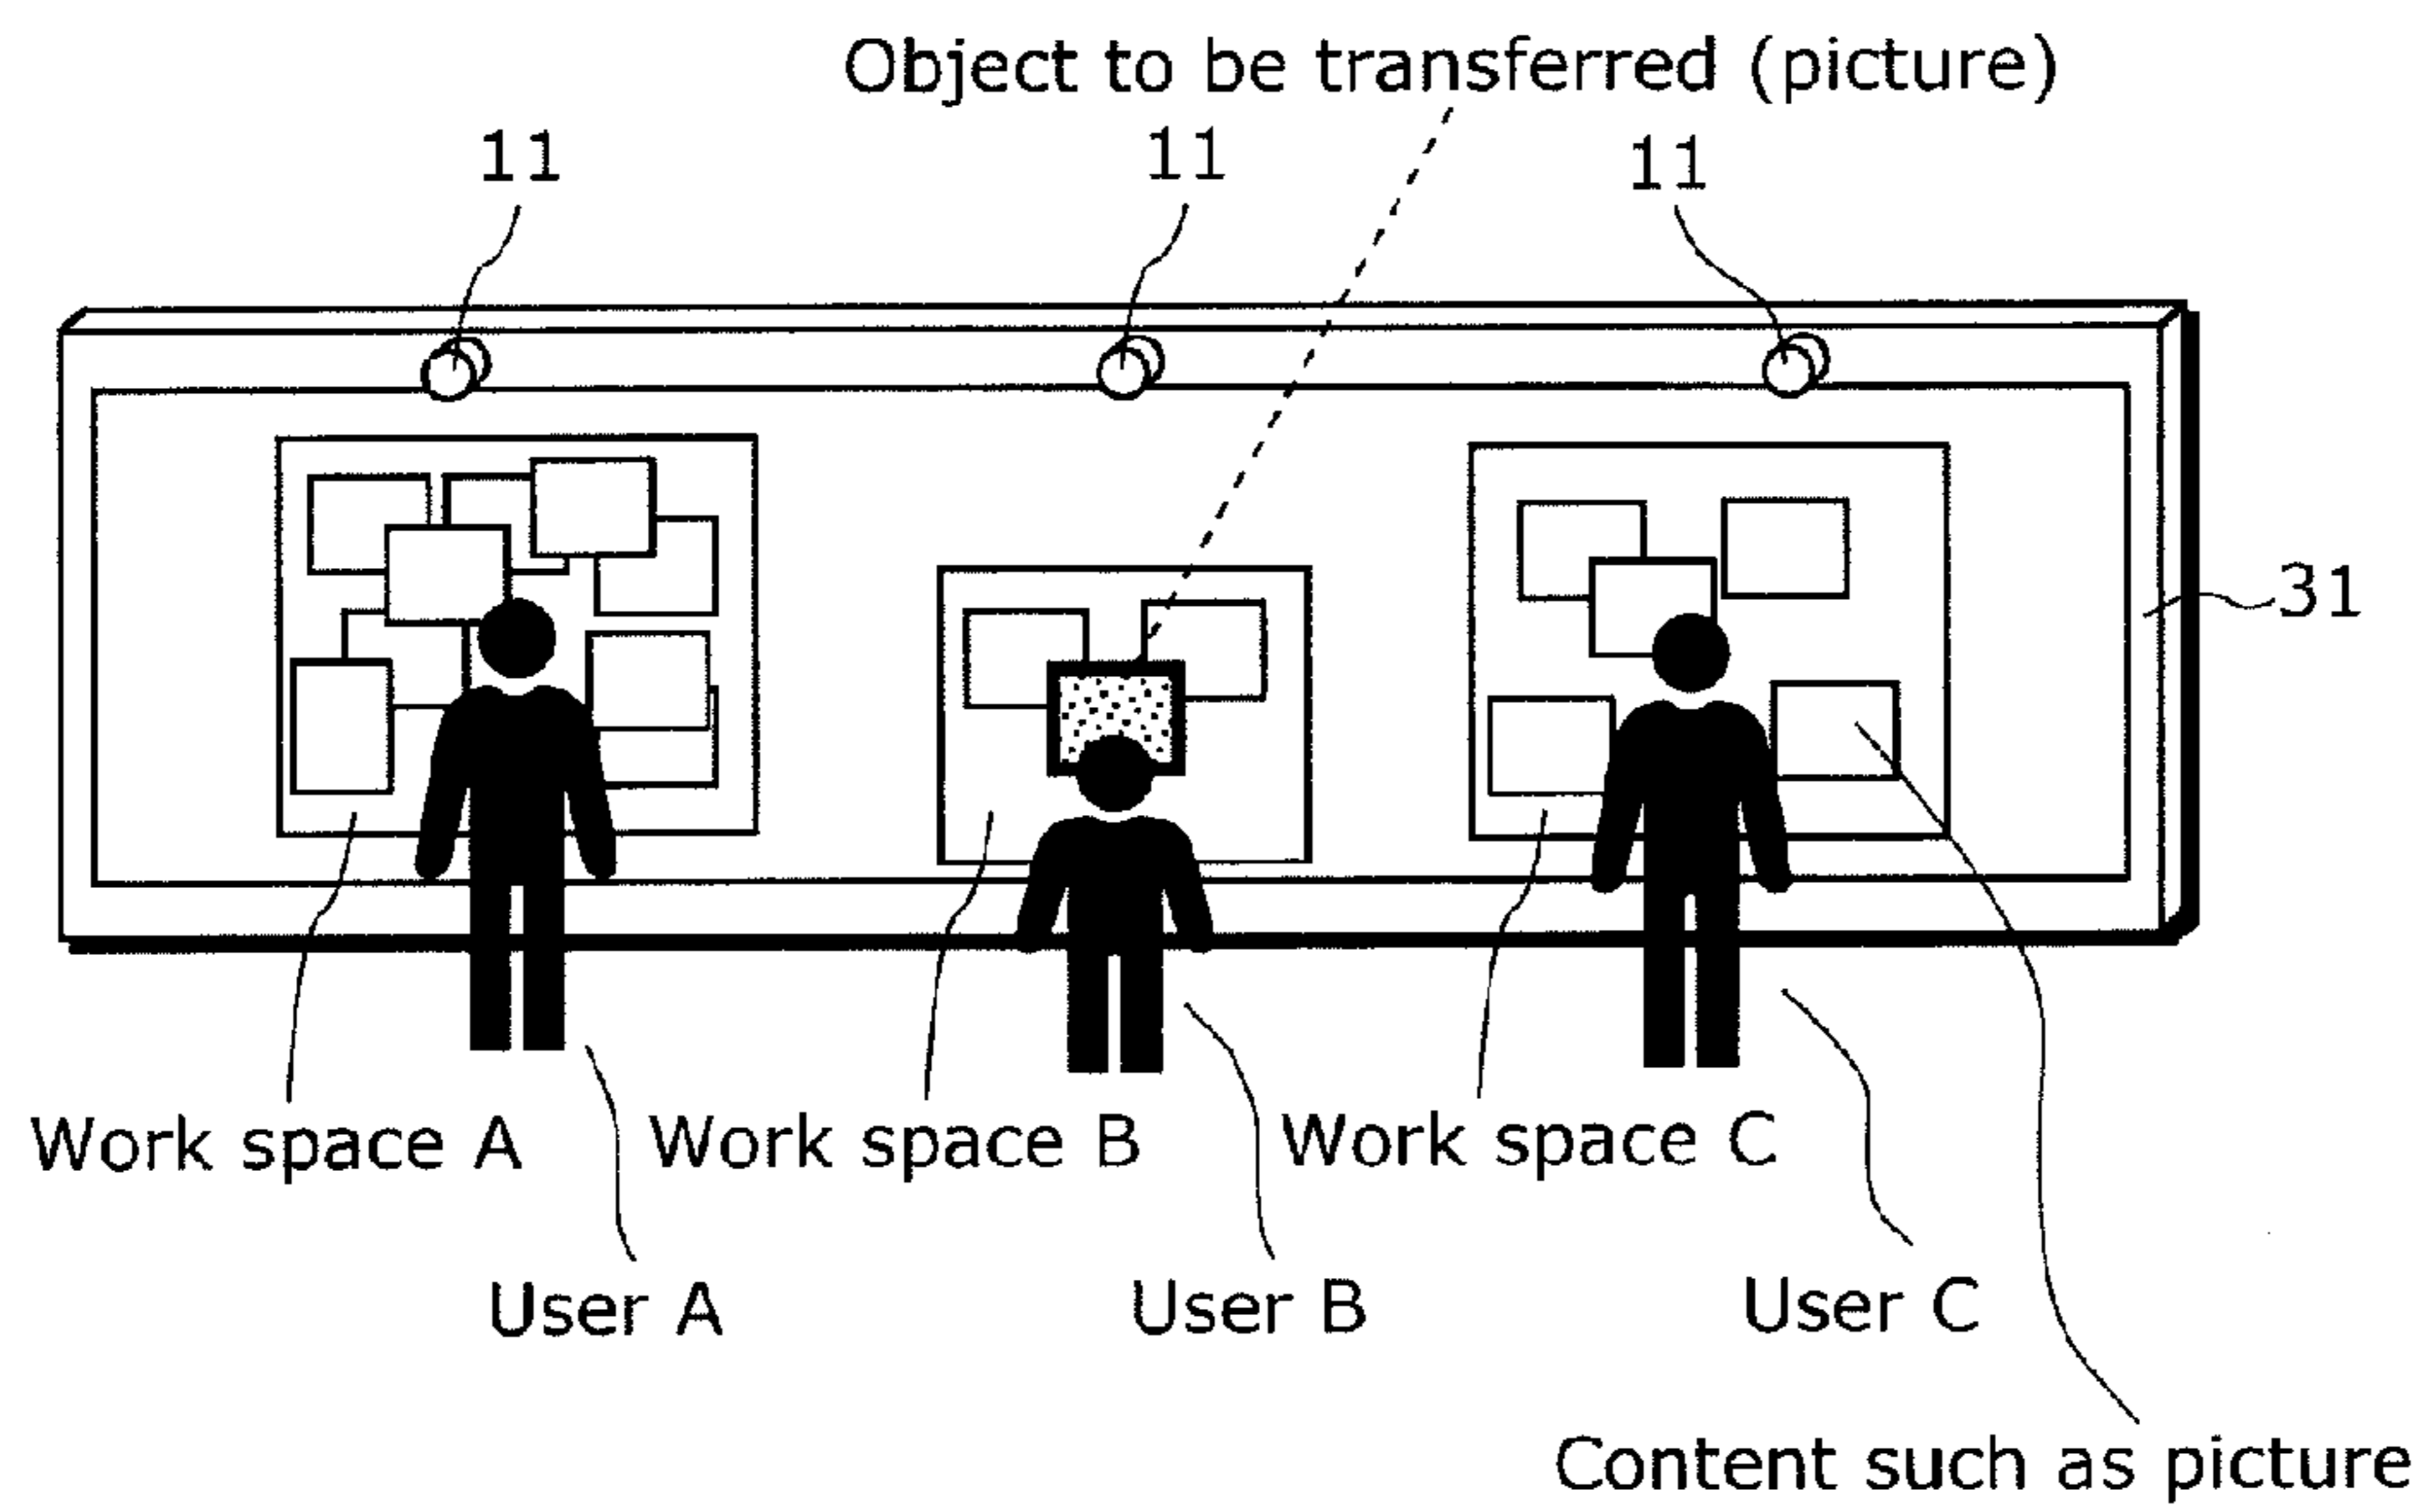 Object to be transferred (picture)
11 11 11
31
Work space A Work space B Work space C
User A User B User C
Content such as picture